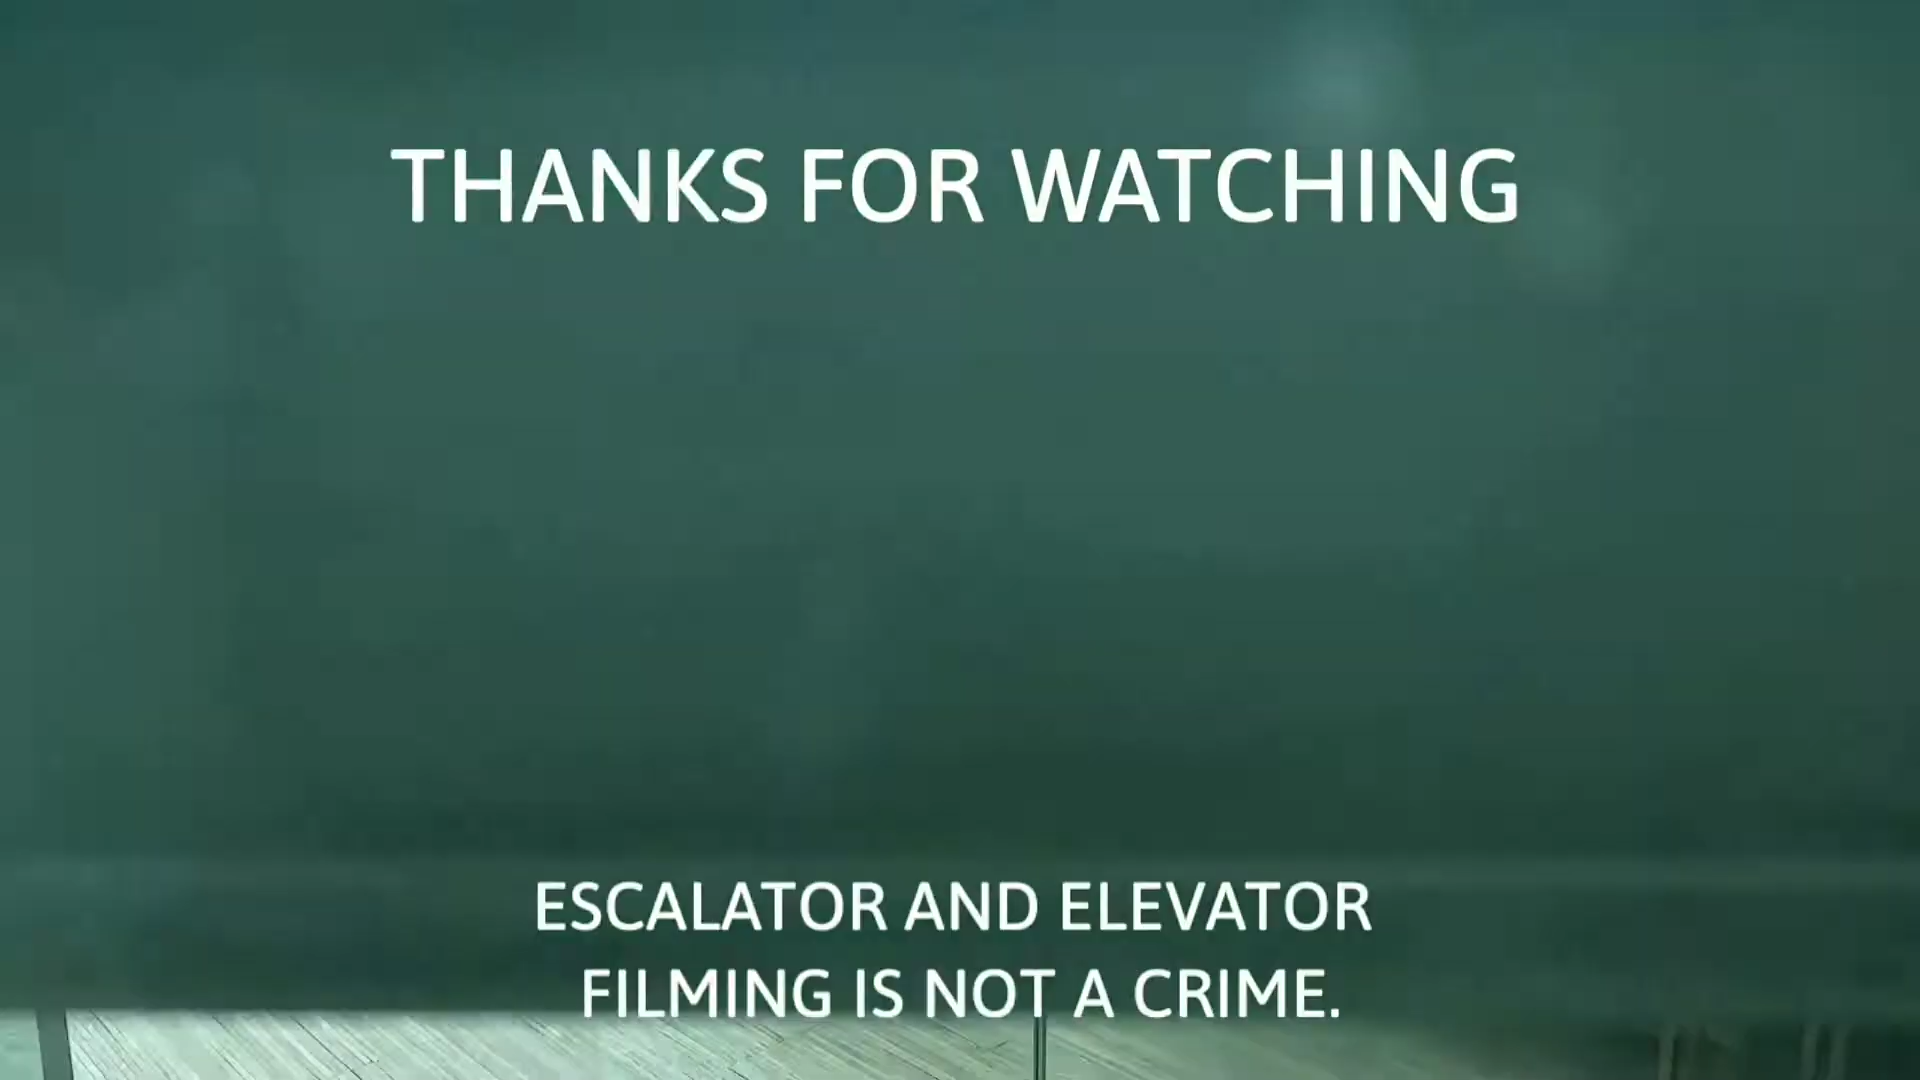 THANKS FOR WATCHING
ESCALATOR AND ELEVATOR
FILMING IS NOT A CRIME.